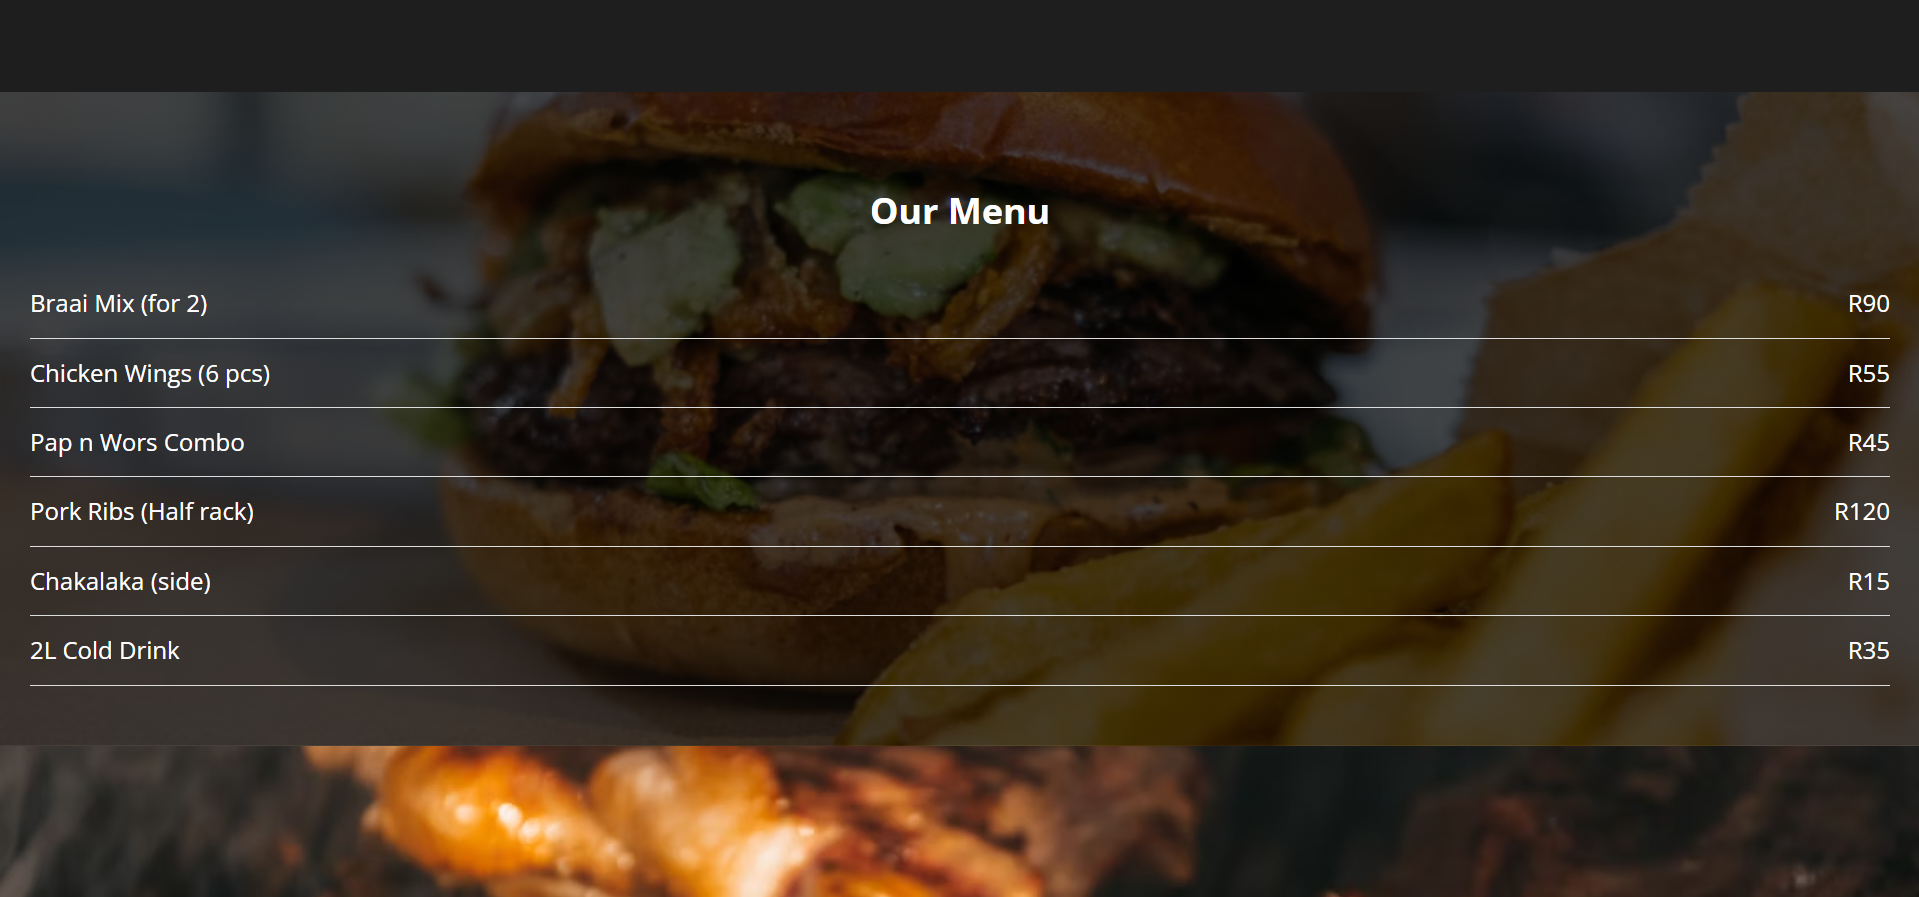 Our Menu
Braai Mix (for 2) R90
Chicken Wings (6 pcs) R55
Pap n Wors Combo R45
Pork Ribs (Half rack) R120
Chakalaka (side) R15
2L Cold Drink R35